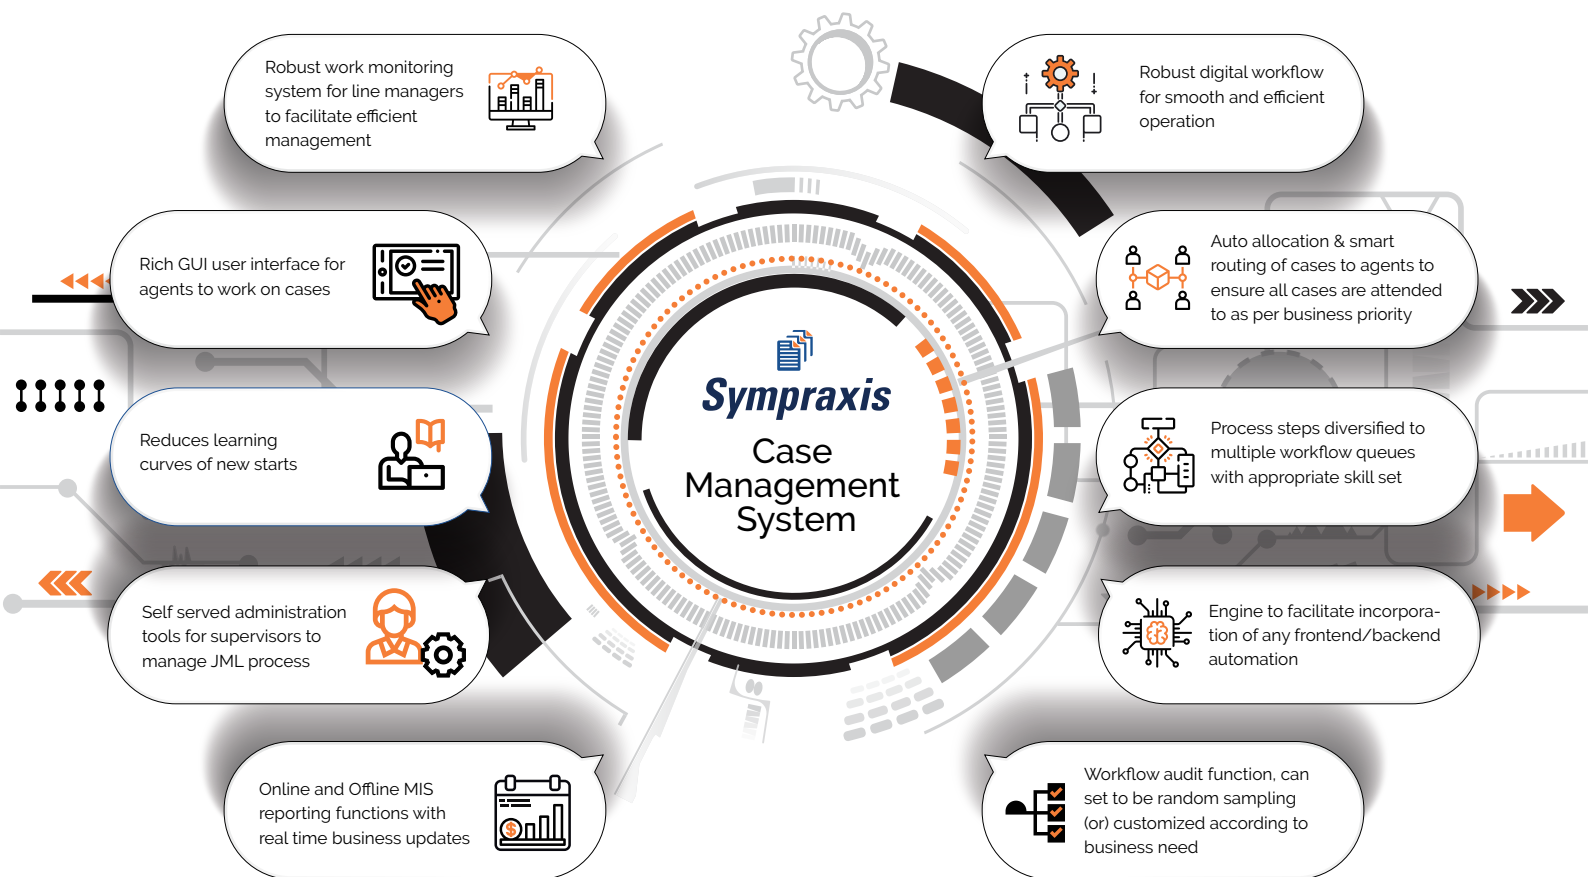 Robust work monitoring
system for line managers
to facilitate efficient
management
Rich GUI user interface for
agents to work on cases
Reduces learning
curves of new starts
Self served administration
tools for supervisors to
manage JML process
Online and Offline MIS
reporting functions with
real time business updates
Sympraxis
Case
Management
System
Robust digital workflow
for smooth and efficient
operation
Auto allocation & smart
routing of cases to agents to
ensure all cases are attended
to as per business priority
Process steps diversified to
multiple workflow queues
with appropriate skill set
Engine to facilitate incorpora-
tion of any frontend/backend
automation
Workflow audit function, can
set to be random sampling
(or) customized according to
business need